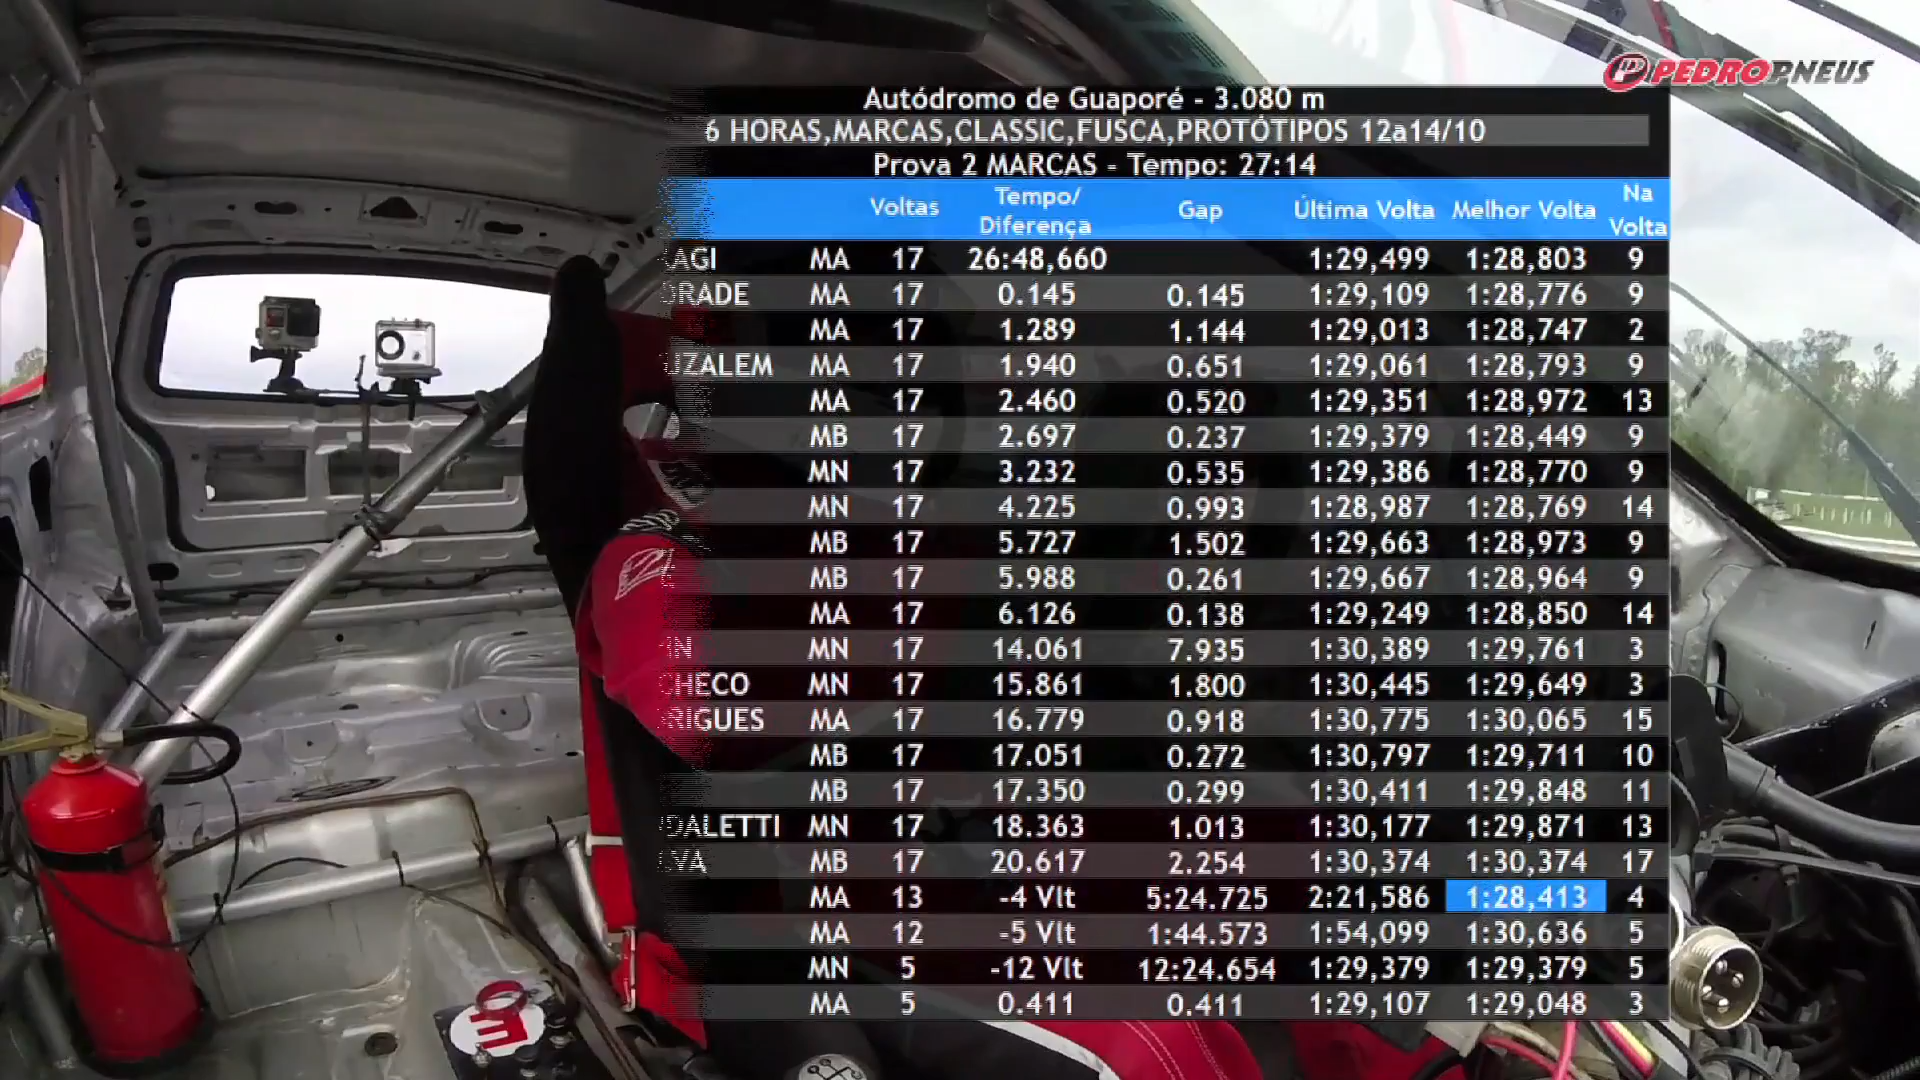 PEDROPNEUS
Autódromo de Guaporé - 3.080 m
6 HORAS,MARCAS,CLASSIC,FUSCA,PROTÓTIPOS 12a14/10
Prova 2 MARCAS - Tempo: 27:14
Voltas Tempo/Diferença Gap Última Volta Melhor Volta Na Volta
MA 17 26:48,660 1:29,499 1:28,803 9
MA 17 0.145 0.145 1:29,109 1:28,776 9
MA 17 1.289 1.144 1:29,013 1:28,747 2
MA 17 1.940 0.651 1:29,061 1:28,793 9
MA 17 2.460 0.520 1:29,351 1:28,972 13
MB 17 2.697 0.237 1:29,379 1:28,449 9
MN 17 3.232 0.535 1:29,386 1:28,770 9
MN 17 4.225 0.993 1:28,987 1:28,769 14
MB 17 5.727 1.502 1:29,663 1:28,973 9
MB 17 5.988 0.261 1:29,667 1:28,964 9
MA 17 6.126 0.138 1:29,249 1:28,850 14
MN 17 14.061 7.935 1:30,389 1:29,761 3
CHECO MN 17 15.861 1.800 1:30,445 1:29,649 3
RIGUES MA 17 16.779 0.918 1:30,775 1:30,065 15
MB 17 17.051 0.272 1:30,797 1:29,711 10
MB 17 17.350 0.299 1:30,411 1:29,848 11
DALETTI MN 17 18.363 1.013 1:30,177 1:29,871 13
MB 17 20.617 2.254 1:30,374 1:30,374 17
MA 13 -4 Vlt 5:24.725 2:21,586 1:28,413 4
MA 12 -5 Vlt 1:44.573 1:54,099 1:30,636 5
MN 5 -12 Vlt 12:24.654 1:29,379 1:29,379 5
MA 5 0.411 0.411 1:29,107 1:29,048 3